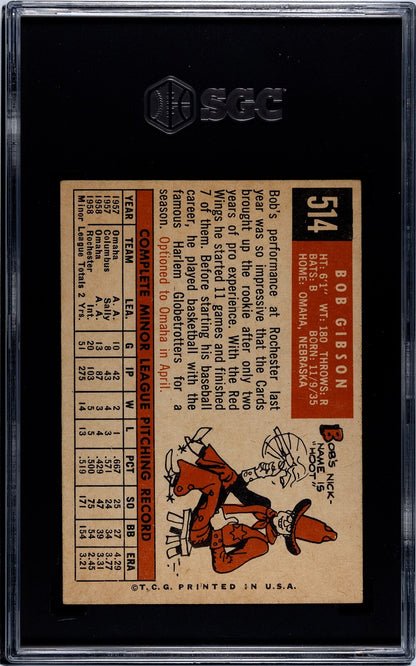 SGC
514
BOB GIBSON
HT: 6'1" WT: 180 THROWS: R
BATS: B BORN: 11/9/35
HOME: OMAHA, NEBRASKA
Bob's performance at Rochester last
year was so impressive that the Cards
brought up the rookie after only two
years of pro experience. With the Red
Wings he started 11 games and finished
7 of them. Before starting his baseball
career, he played basketball with the
famous Harlem Globetrotters for a
season. Optioned to Omaha in April.
BOB'S NICK-
NAME IS
"HOOT"
COMPLETE MINOR LEAGUE PITCHING RECORD
YEAR TEAM LEA. G IP W L PCT SO BB ERA
1957 Omaha A. A. 10 42 2 1 .667 25 27 4.29
Columbus Sally 8 43 4 3 .571 24 34 3.77
1958 Omaha A. A. 13 87 3 4 .429 47 39 3.31
1958 Rochester Int. 20 103 5 5 .500 75 54 2.45
Minor League Totals 2 Yrs. 51 275 14 13 .519 171 154 3.21
©T.C.G. PRINTED IN U.S.A.